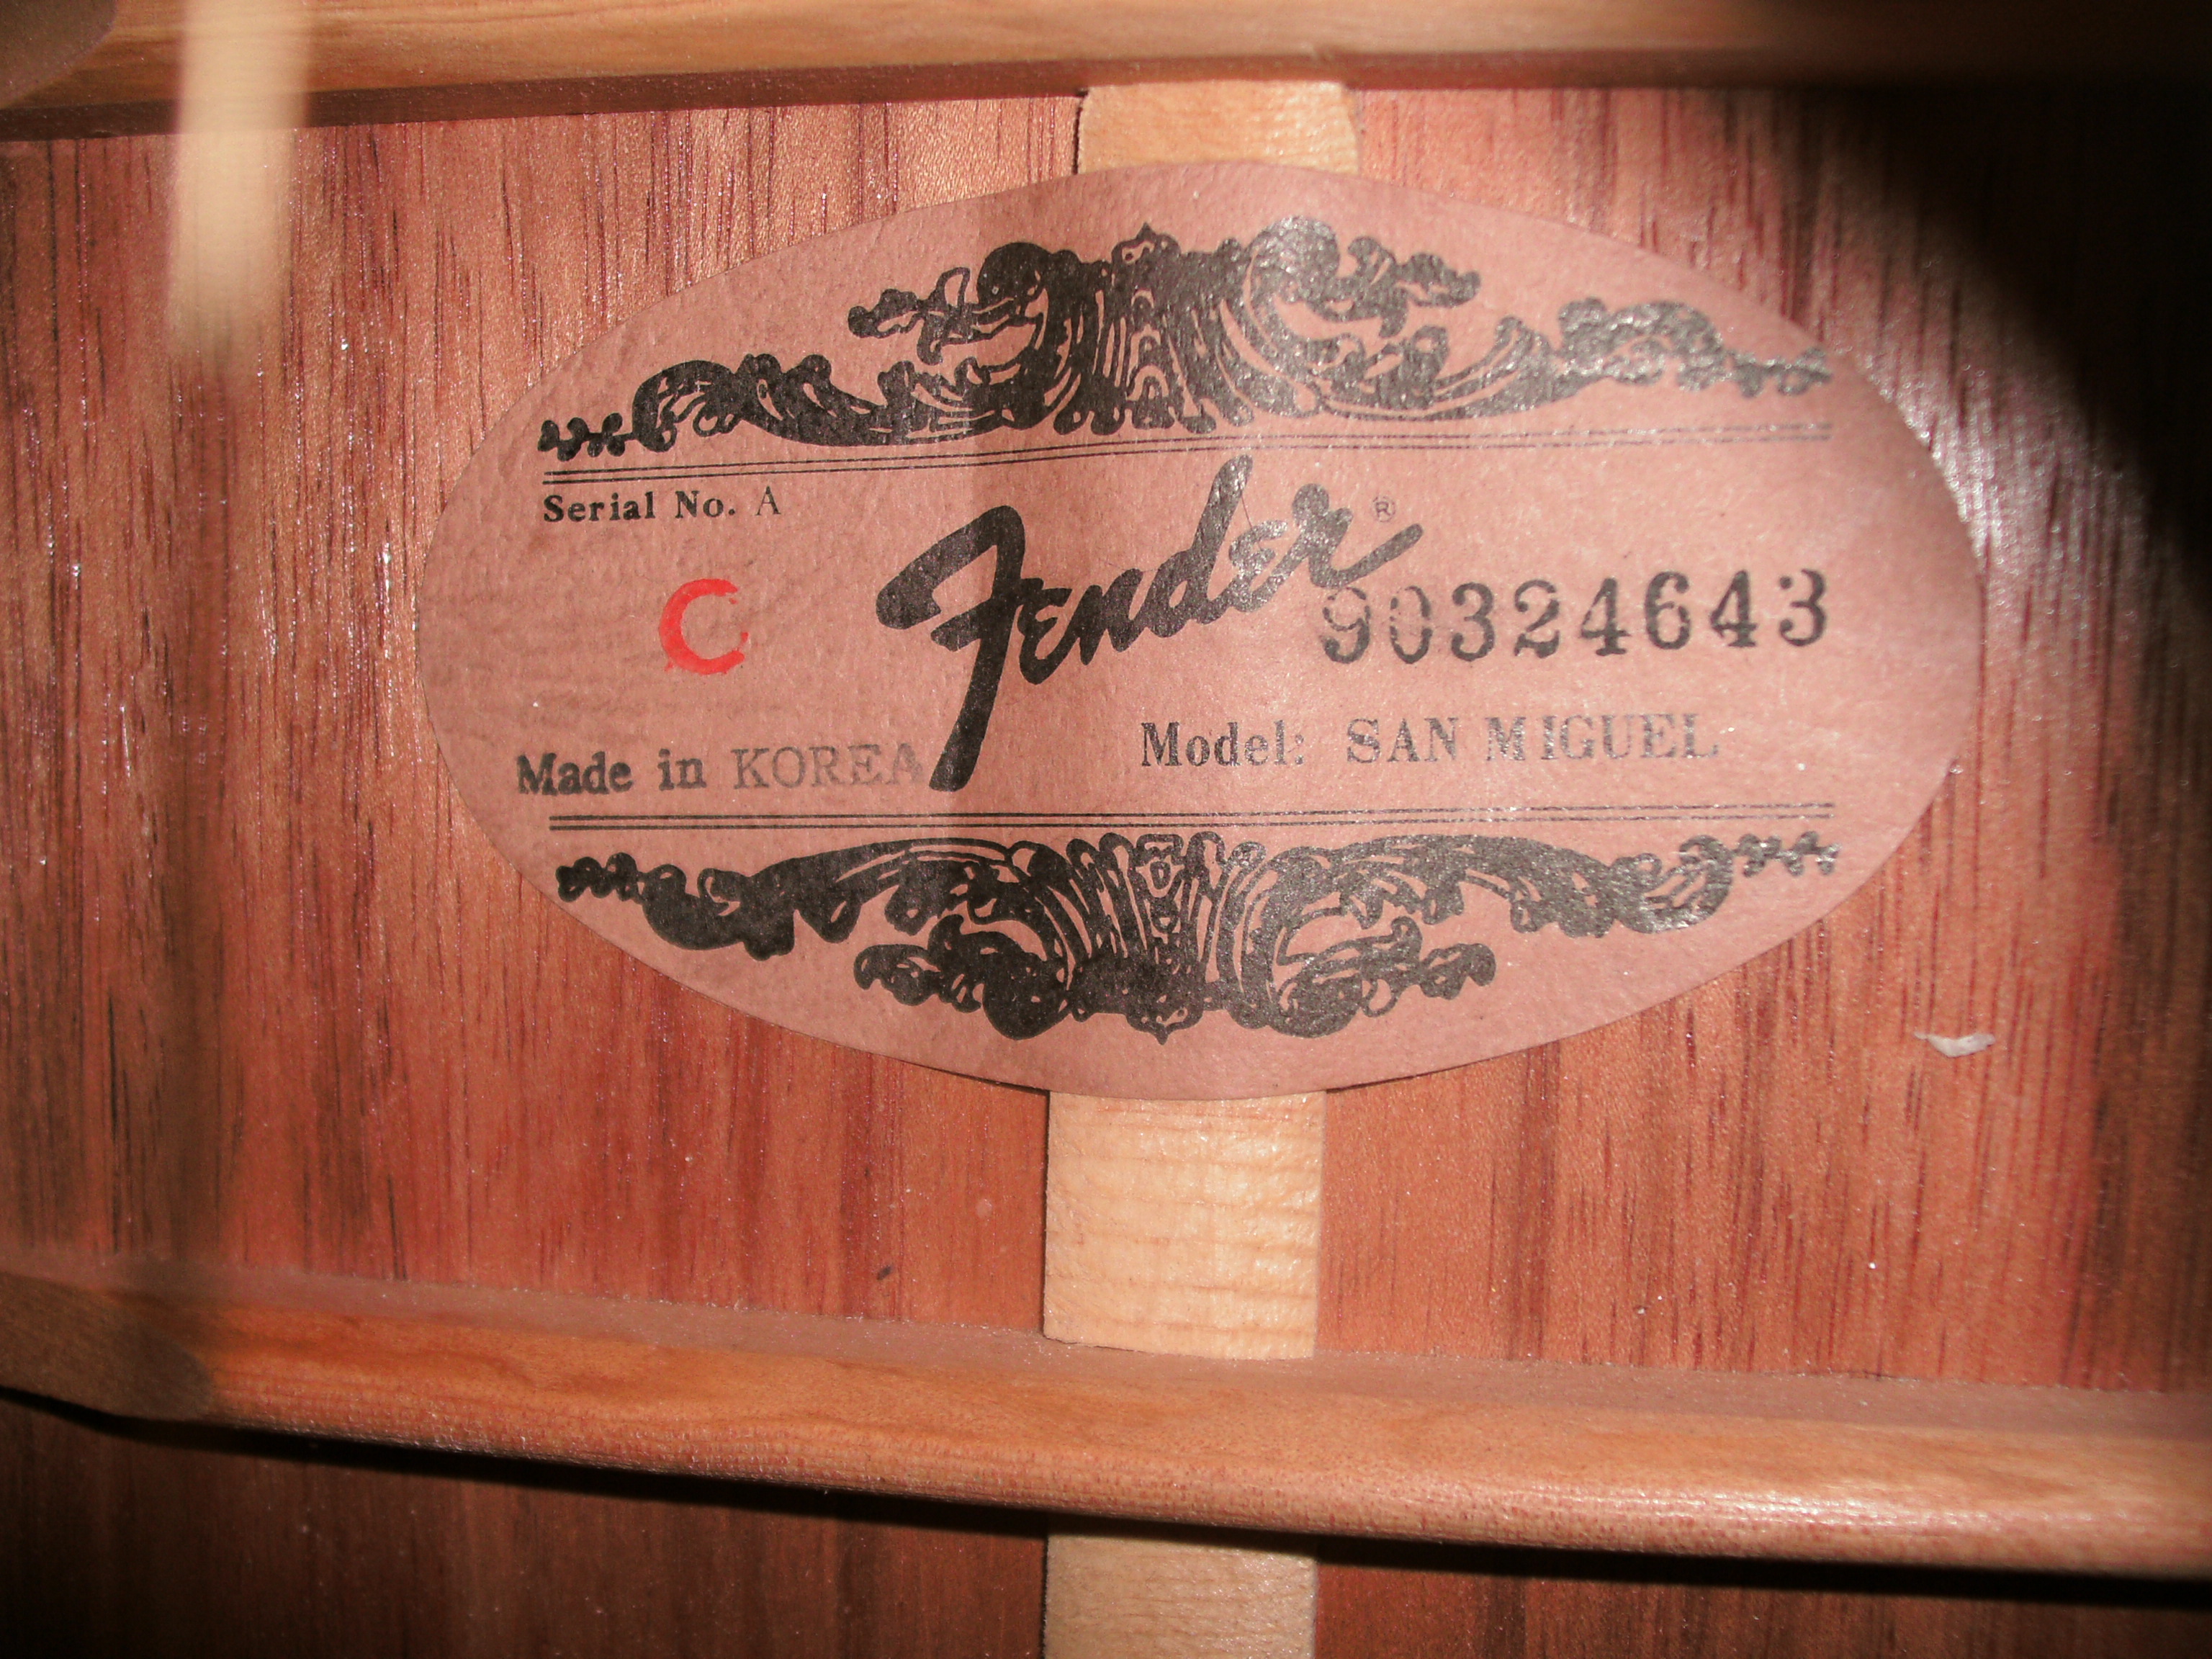 Serial No. A
Fender®
C
90324643
Made in KOREA
Model: SAN MIGUEL